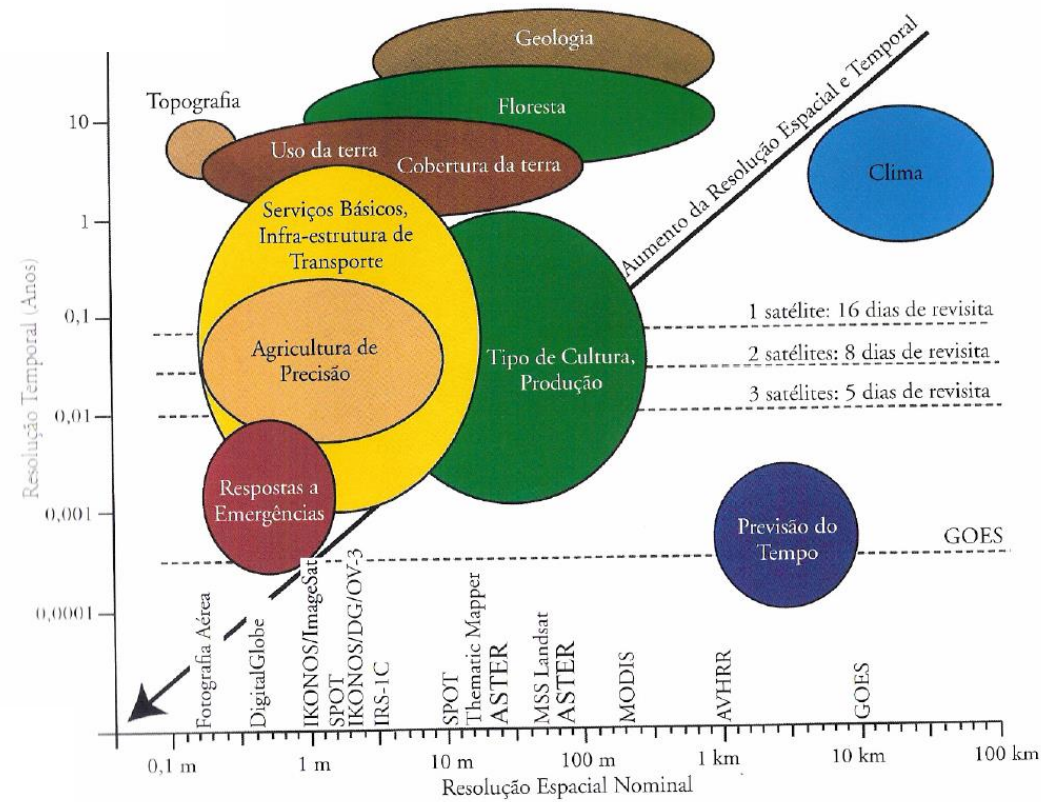 Geologia
Topografia
Floresta
Uso da terra
Cobertura da terra
Clima
Aumento da Resolução Espacial e Temporal
Serviços Básicos,
Infra-estrutura de
Transporte
Agricultura de
Precisão
Tipo de Cultura,
Produção
1 satélite: 16 dias de revisita
2 satélites: 8 dias de revisita
3 satélites: 5 dias de revisita
Respostas a
Emergências
Previsão do
Tempo
GOES
Resolução Temporal (Anos)
10
1
0,1
0,01
0,001
0,0001
Fotografia Aérea
DigitalGlobe
IKONOS/ImageSat
SPOT
IKONOS/DG/OV-3
IRS-1C
SPOT
Thematic Mapper
ASTER
MSS Landsat
ASTER
MODIS
AVHRR
GOES
0,1 m
1 m
10 m
100 m
1 km
10 km
100 km
Resolução Espacial Nominal